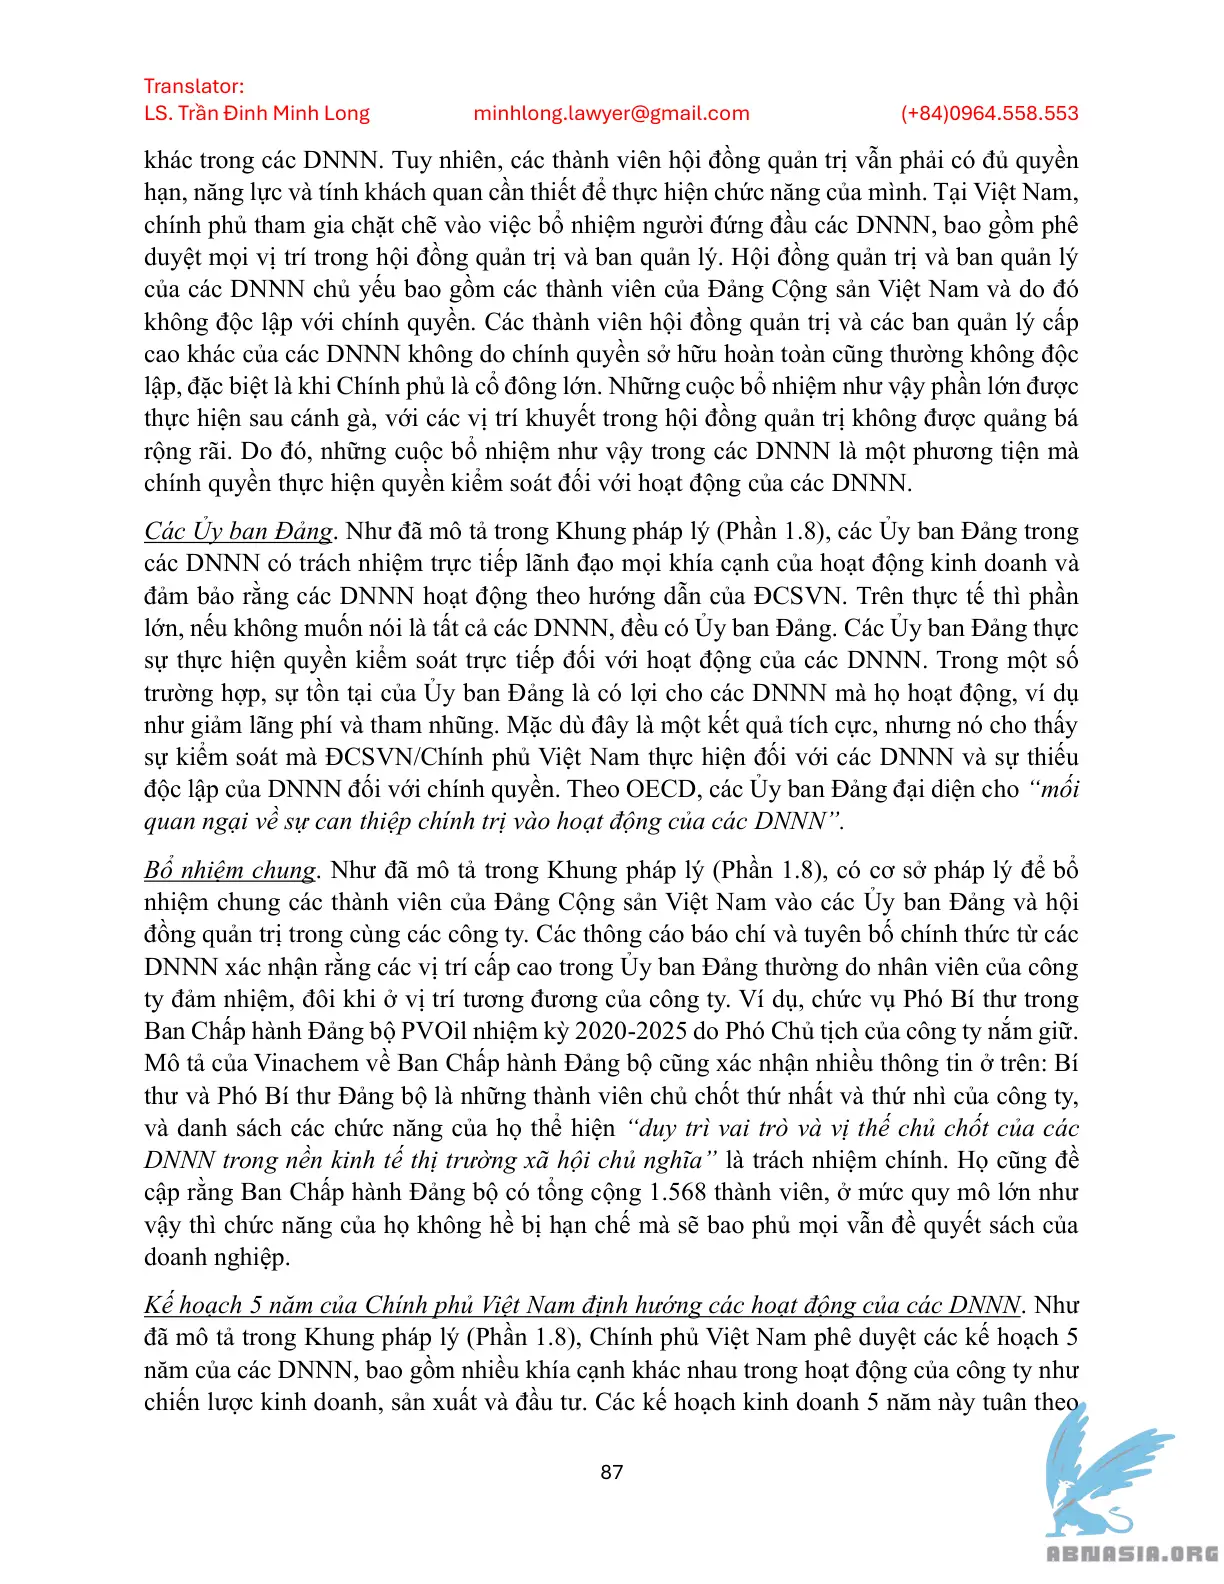 Translator:
LS. Trần Đinh Minh Long minhlong.lawyer@gmail.com (+84)0964.558.553
khác trong các DNNN. Tuy nhiên, các thành viên hội đồng quản trị vẫn phải có đủ quyền
hạn, năng lực và tính khách quan cần thiết để thực hiện chức năng của mình. Tại Việt Nam,
chính phủ tham gia chặt chẽ vào việc bổ nhiệm người đứng đầu các DNNN, bao gồm phê
duyệt mọi vị trí trong hội đồng quản trị và ban quản lý. Hội đồng quản trị và ban quản lý
của các DNNN chủ yếu bao gồm các thành viên của Đảng Cộng sản Việt Nam và do đó
không độc lập với chính quyền. Các thành viên hội đồng quản trị và các ban quản lý cấp
cao khác của các DNNN không do chính quyền sở hữu hoàn toàn cũng thường không độc
lập, đặc biệt là khi Chính phủ là cổ đông lớn. Những cuộc bổ nhiệm như vậy phần lớn được
thực hiện sau cánh gà, với các vị trí khuyết trong hội đồng quản trị không được quảng bá
rộng rãi. Do đó, những cuộc bổ nhiệm như vậy trong các DNNN là một phương tiện mà
chính quyền thực hiện quyền kiểm soát đối với hoạt động của các DNNN.
Các Ủy ban Đảng. Như đã mô tả trong Khung pháp lý (Phần 1.8), các Ủy ban Đảng trong
các DNNN có trách nhiệm trực tiếp lãnh đạo mọi khía cạnh của hoạt động kinh doanh và
đảm bảo rằng các DNNN hoạt động theo hướng dẫn của ĐCSVN. Trên thực tế thì phần
lớn, nếu không muốn nói là tất cả các DNNN, đều có Ủy ban Đảng. Các Ủy ban Đảng thực
sự thực hiện quyền kiểm soát trực tiếp đối với hoạt động của các DNNN. Trong một số
trường hợp, sự tồn tại của Ủy ban Đảng là có lợi cho các DNNN mà họ hoạt động, ví dụ
như giảm lãng phí và tham nhũng. Mặc dù đây là một kết quả tích cực, nhưng nó cho thấy
sự kiểm soát mà ĐCSVN/Chính phủ Việt Nam thực hiện đối với các DNNN và sự thiếu
độc lập của DNNN đối với chính quyền. Theo OECD, các Ủy ban Đảng đại diện cho “mối
quan ngại về sự can thiệp chính trị vào hoạt động của các DNNN”.
Bổ nhiệm chung. Như đã mô tả trong Khung pháp lý (Phần 1.8), có cơ sở pháp lý để bổ
nhiệm chung các thành viên của Đảng Cộng sản Việt Nam vào các Ủy ban Đảng và hội
đồng quản trị trong cùng các công ty. Các thông cáo báo chí và tuyên bố chính thức từ các
DNNN xác nhận rằng các vị trí cấp cao trong Ủy ban Đảng thường do nhân viên của công
ty đảm nhiệm, đôi khi ở vị trí tương đương của công ty. Ví dụ, chức vụ Phó Bí thư trong
Ban Chấp hành Đảng bộ PVOil nhiệm kỳ 2020-2025 do Phó Chủ tịch của công ty nắm giữ.
Mô tả của Vinachem về Ban Chấp hành Đảng bộ cũng xác nhận nhiều thông tin ở trên: Bí
thư và Phó Bí thư Đảng bộ là những thành viên chủ chốt thứ nhất và thứ nhì của công ty,
và danh sách các chức năng của họ thể hiện “duy trì vai trò và vị thế chủ chốt của các
DNNN trong nền kinh tế thị trường xã hội chủ nghĩa” là trách nhiệm chính. Họ cũng đề
cập rằng Ban Chấp hành Đảng bộ có tổng cộng 1.568 thành viên, ở mức quy mô lớn như
vậy thì chức năng của họ không hề bị hạn chế mà sẽ bao phủ mọi vẫn đề quyết sách của
doanh nghiệp.
Kế hoạch 5 năm của Chính phủ Việt Nam định hướng các hoạt động của các DNNN. Như
đã mô tả trong Khung pháp lý (Phần 1.8), Chính phủ Việt Nam phê duyệt các kế hoạch 5
năm của các DNNN, bao gồm nhiều khía cạnh khác nhau trong hoạt động của công ty như
chiến lược kinh doanh, sản xuất và đầu tư. Các kế hoạch kinh doanh 5 năm này tuân theo
87
ABNASIA.ORG